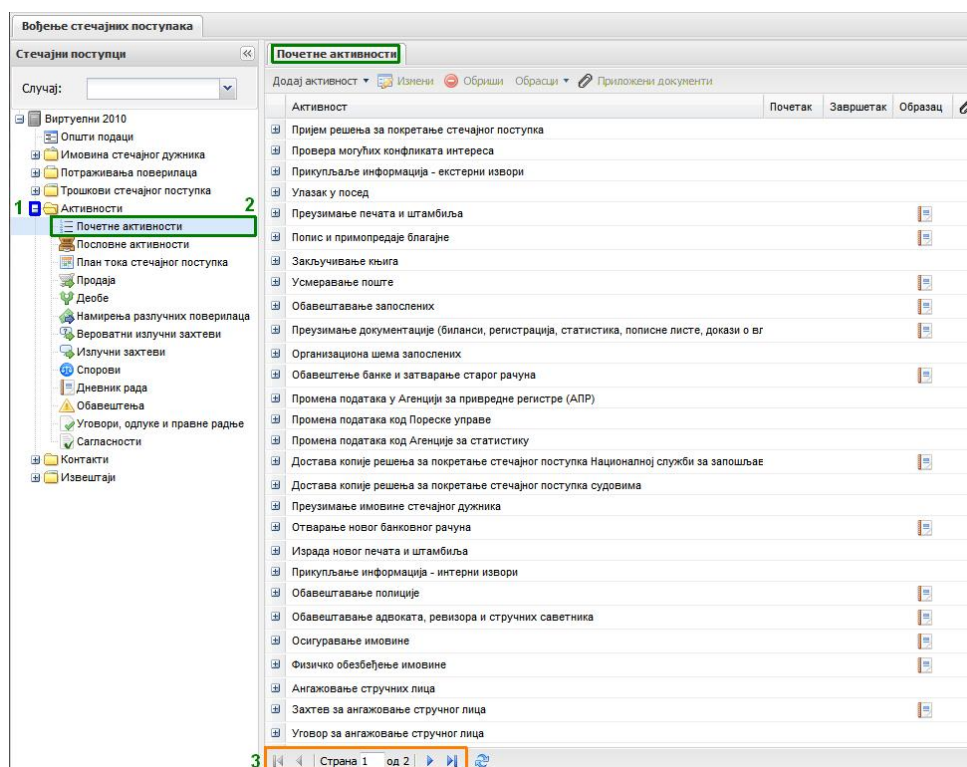 Вођење стечајних поступака
Стечајни поступци
Случај:
Виртуелни 2010
Општи подаци
Имовина стечајног дужника
Потраживања поверилаца
Трошкови стечајног поступка
1 Активности 2
Почетне активности
Пословне активности
План тока стечајног поступка
Продаја
Деобе
Намирења разлучних поверилаца
Вероватни излучни захтеви
Излучни захтеви
Спорови
Дневник рада
Обавештења
Уговори, одлуке и правне радње
Сагласности
Контакти
Извештаји
Почетне активности
Додај активност Измени Обриши Обрасци Приложени документи
Активност Почетак Завршетак Образац
Пријем решења за покретање стечајног поступка
Провера могућих конфликата интереса
Прикупљаље информација - екстерни извори
Улазак у посед
Преузимање печата и штамбиља
Попис и примопредаје благајне
Закључивање књига
Усмеравање поште
Обавештавање запослених
Преузимање документације (биланси, регистрација, статистика, пописне листе, докази о вл
Организациона шема запослених
Обавештење банке и затварање старог рачуна
Промена података у Агенцији за привредне регистре (АПР)
Промена података код Пореске управе
Промена података код Агенције за статистику
Достава копије решења за покретање стечајног поступка Националној служби за запошљав
Достава копије решења за покретање стечајног поступка судовима
Преузимање имовине стечајног дужника
Отварање новог банковног рачуна
Израда новог печата и штамбиља
Прикупљање информација - интерни извори
Обавештавање полиције
Обавештавање адвоката, ревизора и стручних саветника
Осигуравање имовине
Физичко обезбеђење имовине
Ангажовање стручних лица
Захтев за ангажовање стручног лица
Уговор за ангажовање стручног лица
3 Страна 1 од 2